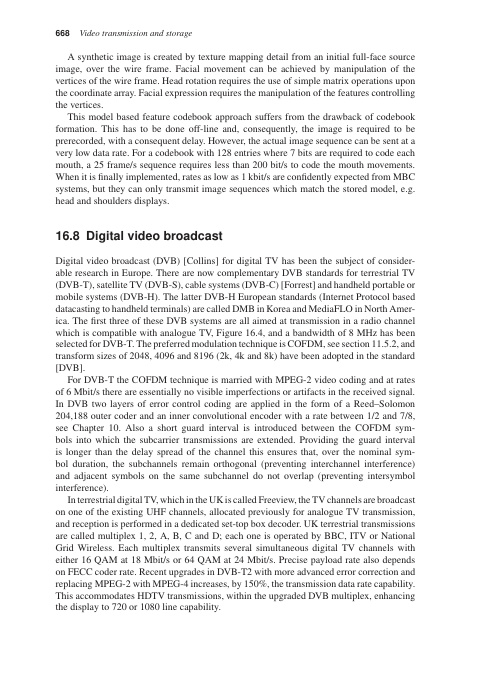 668 Video transmission and storage
A synthetic image is created by texture mapping detail from an initial full-face source
image, over the wire frame. Facial movement can be achieved by manipulation of the
vertices of the wire frame. Head rotation requires the use of simple matrix operations upon
the coordinate array. Facial expression requires the manipulation of the features controlling
the vertices.
This model based feature codebook approach suffers from the drawback of codebook
formation. This has to be done off-line and, consequently, the image is required to be
prerecorded, with a consequent delay. However, the actual image sequence can be sent at a
very low data rate. For a codebook with 128 entries where 7 bits are required to code each
mouth, a 25 frame/s sequence requires less than 200 bit/s to code the mouth movements.
When it is finally implemented, rates as low as 1 kbit/s are confidently expected from MBC
systems, but they can only transmit image sequences which match the stored model, e.g.
head and shoulders displays.
16.8 Digital video broadcast
Digital video broadcast (DVB) [Collins] for digital TV has been the subject of consider-
able research in Europe. There are now complementary DVB standards for terrestrial TV
(DVB-T), satellite TV (DVB-S), cable systems (DVB-C) [Forrest] and handheld portable or
mobile systems (DVB-H). The latter DVB-H European standards (Internet Protocol based
datacasting to handheld terminals) are called DMB in Korea and MediaFLO in North Amer-
ica. The first three of these DVB systems are all aimed at transmission in a radio channel
which is compatible with analogue TV, Figure 16.4, and a bandwidth of 8 MHz has been
selected for DVB-T. The preferred modulation technique is COFDM, see section 11.5.2, and
transform sizes of 2048, 4096 and 8196 (2k, 4k and 8k) have been adopted in the standard
[DVB].
For DVB-T the COFDM technique is married with MPEG-2 video coding and at rates
of 6 Mbit/s there are essentially no visible imperfections or artifacts in the received signal.
In DVB two layers of error control coding are applied in the form of a Reed–Solomon
204,188 outer coder and an inner convolutional encoder with a rate between 1/2 and 7/8,
see Chapter 10. Also a short guard interval is introduced between the COFDM sym-
bols into which the subcarrier transmissions are extended. Providing the guard interval
is longer than the delay spread of the channel this ensures that, over the nominal sym-
bol duration, the subchannels remain orthogonal (preventing interchannel interference)
and adjacent symbols on the same subchannel do not overlap (preventing intersymbol
interference).
In terrestrial digital TV, which in the UK is called Freeview, the TV channels are broadcast
on one of the existing UHF channels, allocated previously for analogue TV transmission,
and reception is performed in a dedicated set-top box decoder. UK terrestrial transmissions
are called multiplex 1, 2, A, B, C and D; each one is operated by BBC, ITV or National
Grid Wireless. Each multiplex transmits several simultaneous digital TV channels with
either 16 QAM at 18 Mbit/s or 64 QAM at 24 Mbit/s. Precise payload rate also depends
on FECC coder rate. Recent upgrades in DVB-T2 with more advanced error correction and
replacing MPEG-2 with MPEG-4 increases, by 150%, the transmission data rate capability.
This accommodates HDTV transmissions, within the upgraded DVB multiplex, enhancing
the display to 720 or 1080 line capability.